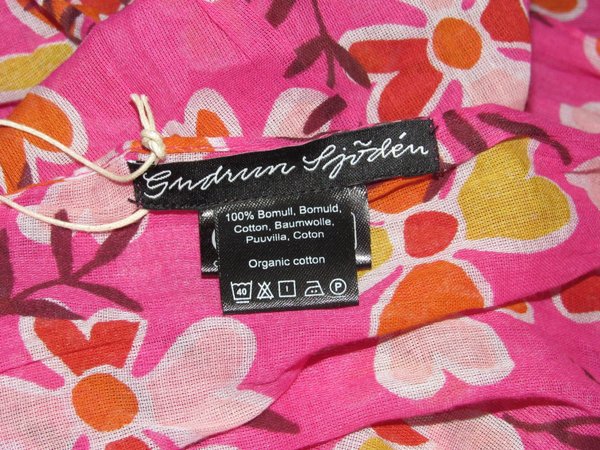 Gudrun Sjödén
100% Bomull, Bomuld,
Cotton, Baumwolle,
Puuvilla, Coton
Organic cotton
40 P